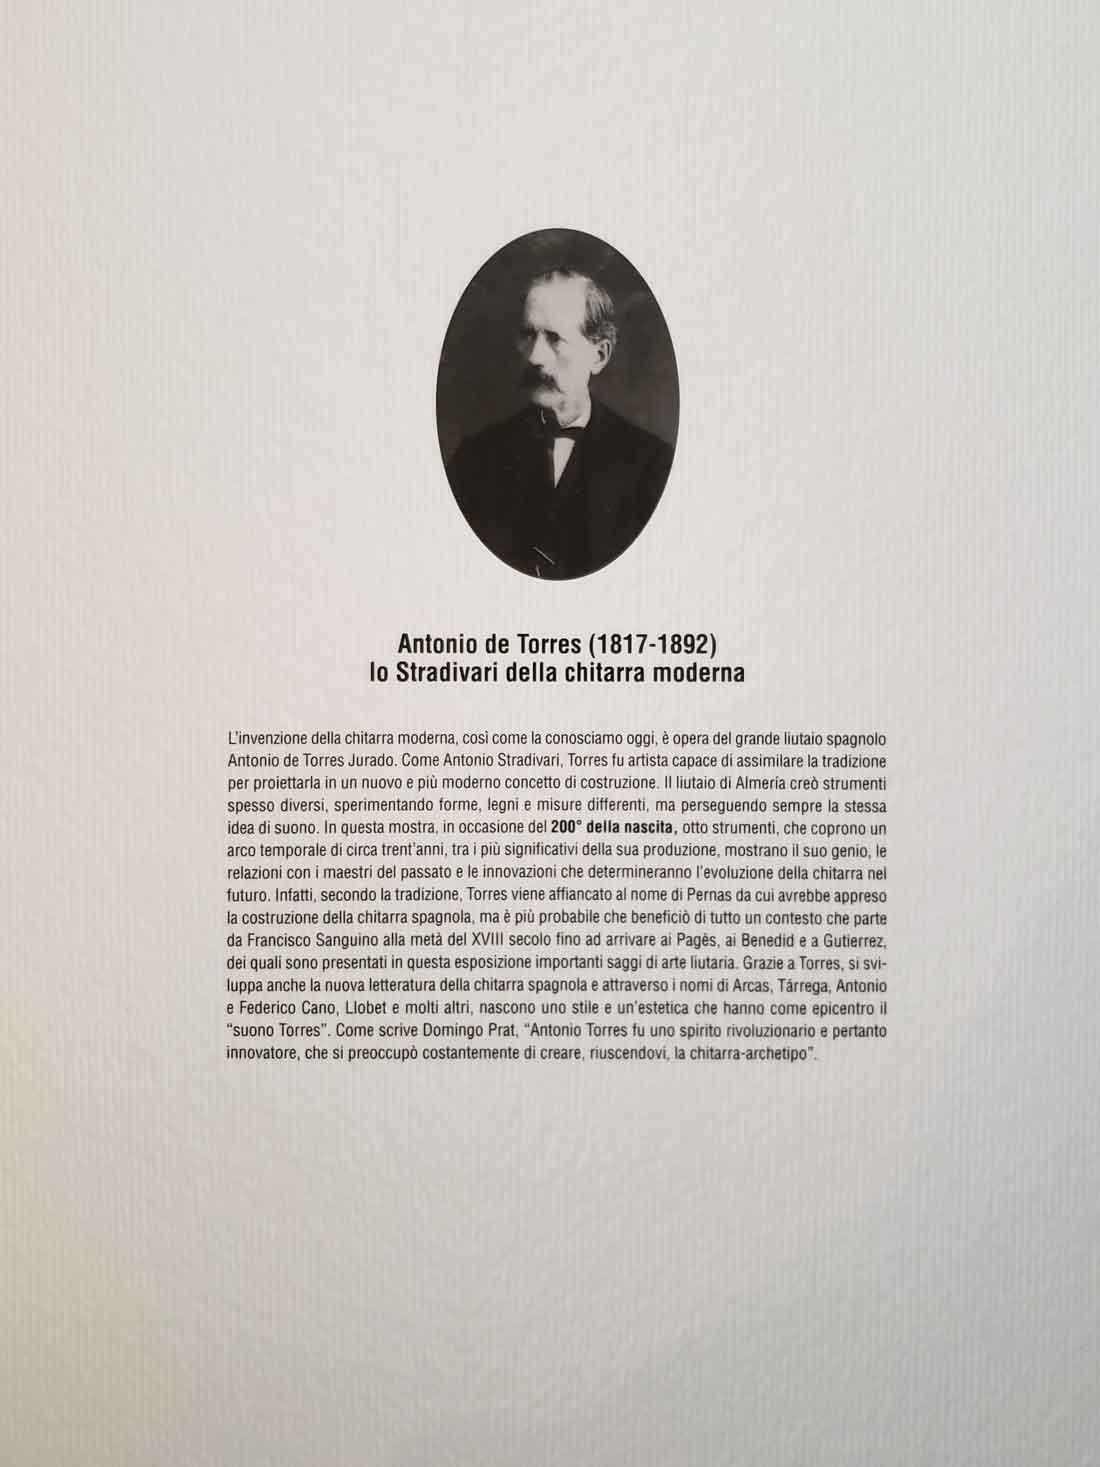 Antonio de Torres (1817-1892)
lo Stradivari della chitarra moderna
L'invenzione della chitarra moderna, così come la conosciamo oggi, è opera del grande liutaio spagnolo
Antonio de Torres Jurado. Come Antonio Stradivari, Torres fu artista capace di assimilare la tradizione
per proiettarla in un nuovo e più moderno concetto di costruzione. Il liutaio di Almería creò strumenti
spesso diversi, sperimentando forme, legni e misure differenti, ma perseguendo sempre la stessa
idea di suono. In questa mostra, in occasione del 200° della nascita, otto strumenti, che coprono un
arco temporale di circa trent'anni, tra i più significativi della sua produzione, mostrano il suo genio, le
relazioni con i maestri del passato e le innovazioni che determineranno l'evoluzione della chitarra nel
futuro. Infatti, secondo la tradizione, Torres viene affiancato al nome di Pernas da cui avrebbe appreso
la costruzione della chitarra spagnola, ma è più probabile che beneficiò di tutto un contesto che parte
da Francisco Sanguino alla metà del XVIII secolo fino ad arrivare ai Pagès, ai Benedid e a Gutierrez,
dei quali sono presentati in questa esposizione importanti saggi di arte liutaria. Grazie a Torres, si svi-
luppa anche la nuova letteratura della chitarra spagnola e attraverso i nomi di Arcas, Tárrega, Antonio
e Federico Cano, Llobet e molti altri, nascono uno stile e un'estetica che hanno come epicentro il
“suono Torres”. Come scrive Domingo Prat, “Antonio Torres fu uno spirito rivoluzionario e pertanto
innovatore, che si preoccupò costantemente di creare, riuscendovi, la chitarra-archetipo”.